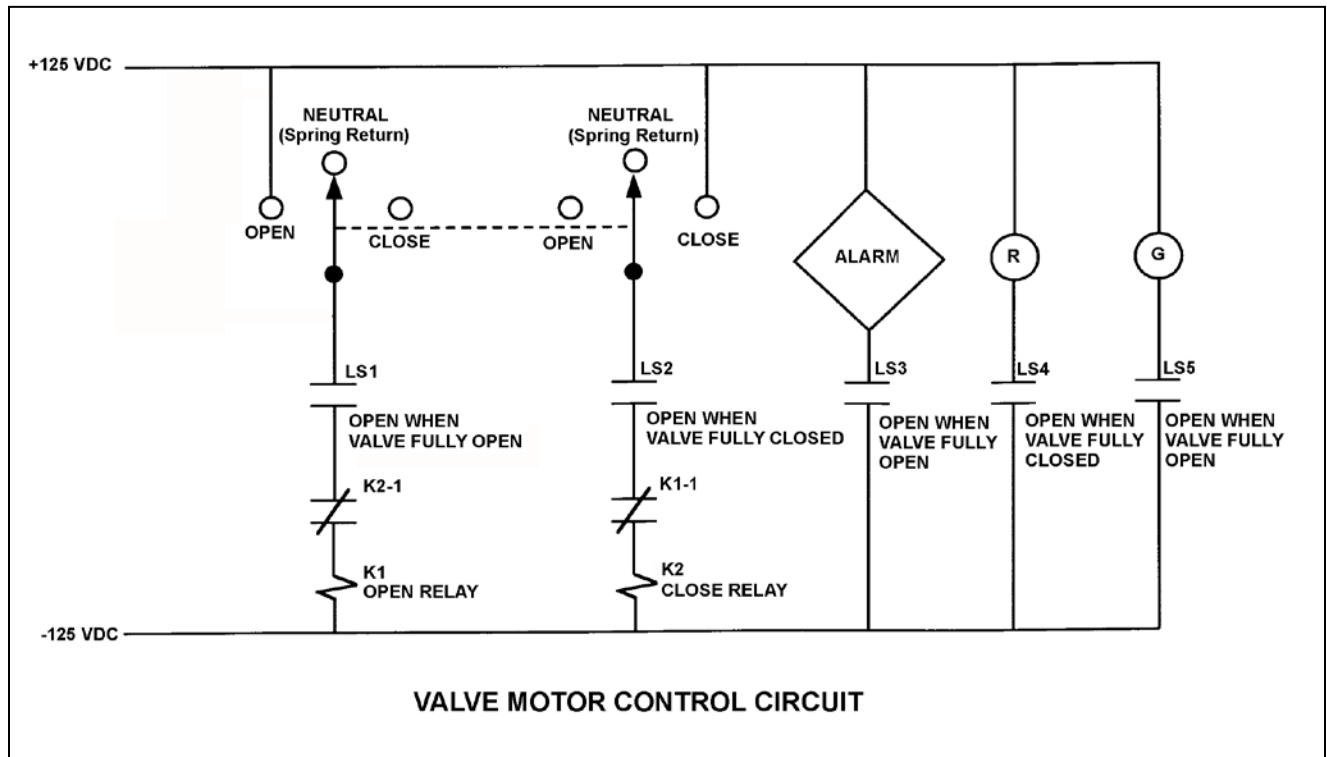 +125 VDC
NEUTRAL
(Spring Return)
NEUTRAL
(Spring Return)
OPEN
CLOSE
OPEN
CLOSE
ALARM
R
G
LS1
OPEN WHEN
VALVE FULLY OPEN
LS2
OPEN WHEN
VALVE FULLY CLOSED
LS3
OPEN WHEN
VALVE FULLY
OPEN
LS4
OPEN WHEN
VALVE FULLY
CLOSED
LS5
OPEN WHEN
VALVE FULLY
OPEN
K2-1
K1-1
K1
OPEN RELAY
K2
CLOSE RELAY
-125 VDC
VALVE MOTOR CONTROL CIRCUIT